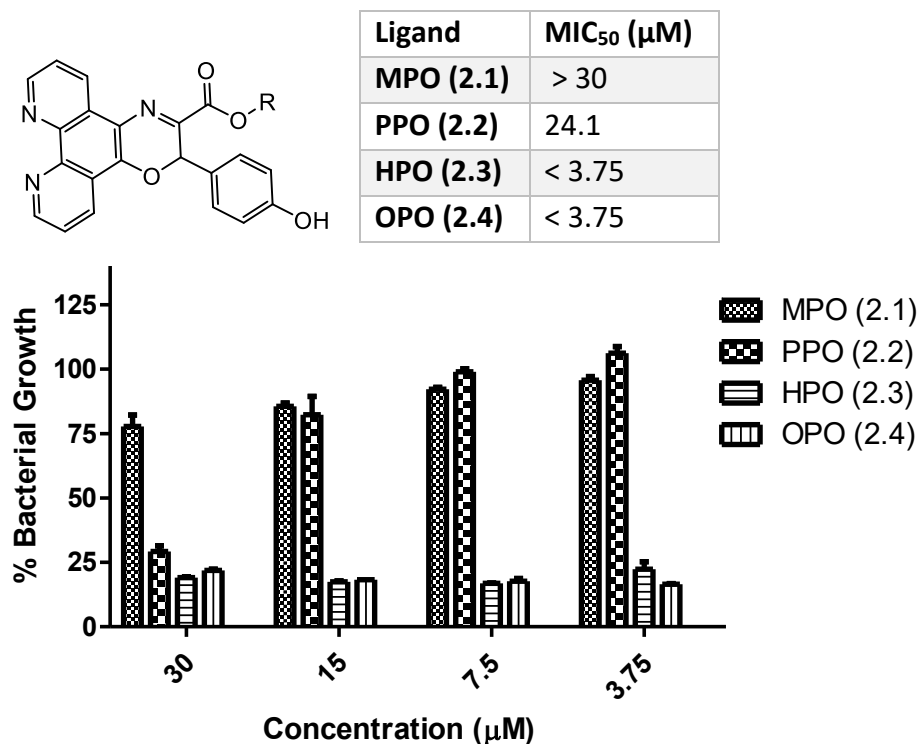 Ligand MIC₅₀ (μM)
MPO (2.1) > 30
PPO (2.2) 24.1
HPO (2.3) < 3.75
OPO (2.4) < 3.75
O
N O R
N
N O
OH
% Bacterial Growth
125
100
75
50
25
0
30 15 7.5 3.75
Concentration (μM)
MPO (2.1)
PPO (2.2)
HPO (2.3)
OPO (2.4)